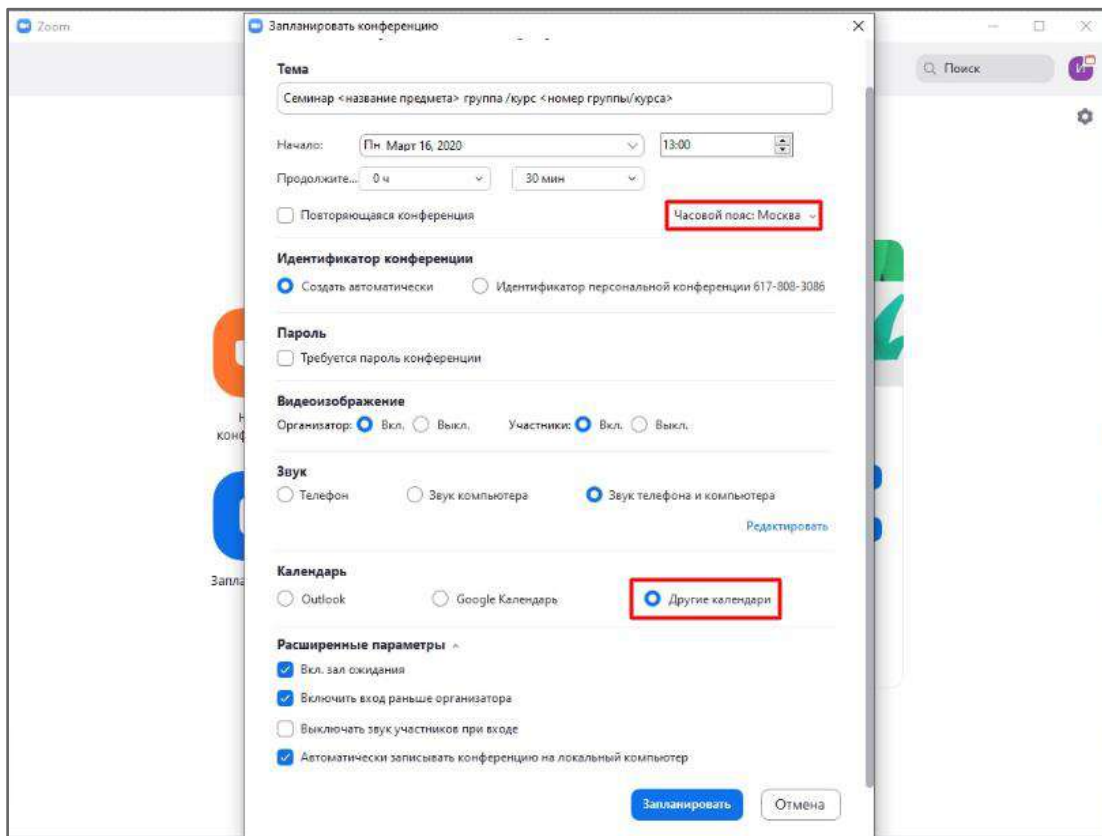 Zoom
Запланировать конференцию
Поиск
И
Тема
Семинар <название предмета> группа /курс <номер группы/курса>
Начало: Пн Март 16, 2020 13:00
Продолжите... 0 ч 30 мин
Повторяющаяся конференция Часовой пояс: Москва
Идентификатор конференции
Создать автоматически Идентификатор персональной конференции 617-808-3086
Пароль
Требуется пароль конференции
Видеоизображение
Организатор: Вкл. Выкл. Участники: Вкл. Выкл.
Звук
Телефон Звук компьютера Звук телефона и компьютера
Редактировать
Календарь
Outlook Google Календарь Другие календари
Расширенные параметры
Вкл. зал ожидания
Включить вход раньше организатора
Выключать звук участников при входе
Автоматически записывать конференцию на локальный компьютер
Запланировать Отмена